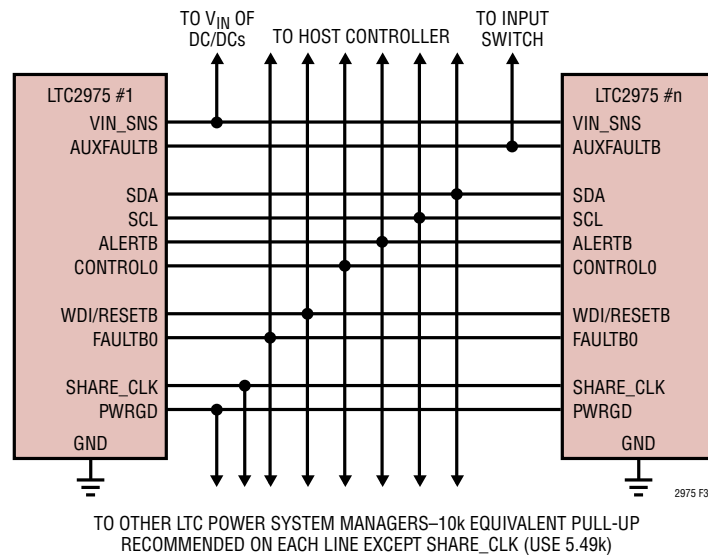 TO VIN OF
DC/DCs
TO HOST CONTROLLER
TO INPUT
SWITCH
LTC2975 #1
VIN_SNS
AUXFAULTB
SDA
SCL
ALERTB
CONTROL0
WDI/RESETB
FAULTB0
SHARE_CLK
PWRGD
GND
LTC2975 #n
VIN_SNS
AUXFAULTB
SDA
SCL
ALERTB
CONTROL0
WDI/RESETB
FAULTB0
SHARE_CLK
PWRGD
GND
2975 F3
TO OTHER LTC POWER SYSTEM MANAGERS–10k EQUIVALENT PULL-UP
RECOMMENDED ON EACH LINE EXCEPT SHARE_CLK (USE 5.49k)